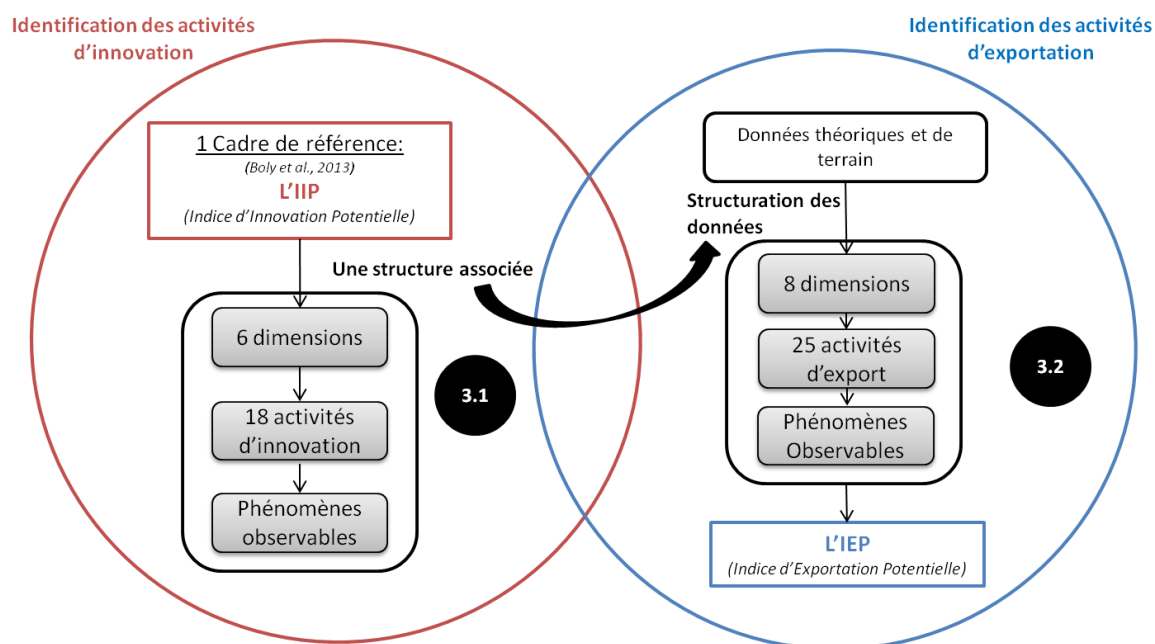 Identification des activités
d'innovation
1 Cadre de référence:
(Boly et al., 2013)
L'IIP
(Indice d'Innovation Potentielle)
Une structure associée
6 dimensions
18 activités
d'innovation
Phénomènes
observables
3.1
Identification des activités
d'exportation
Données théoriques et de
terrain
Structuration des
données
8 dimensions
25 activités
d'export
Phénomènes
Observables
3.2
L'IEP
(Indice d'Exportation Potentielle)